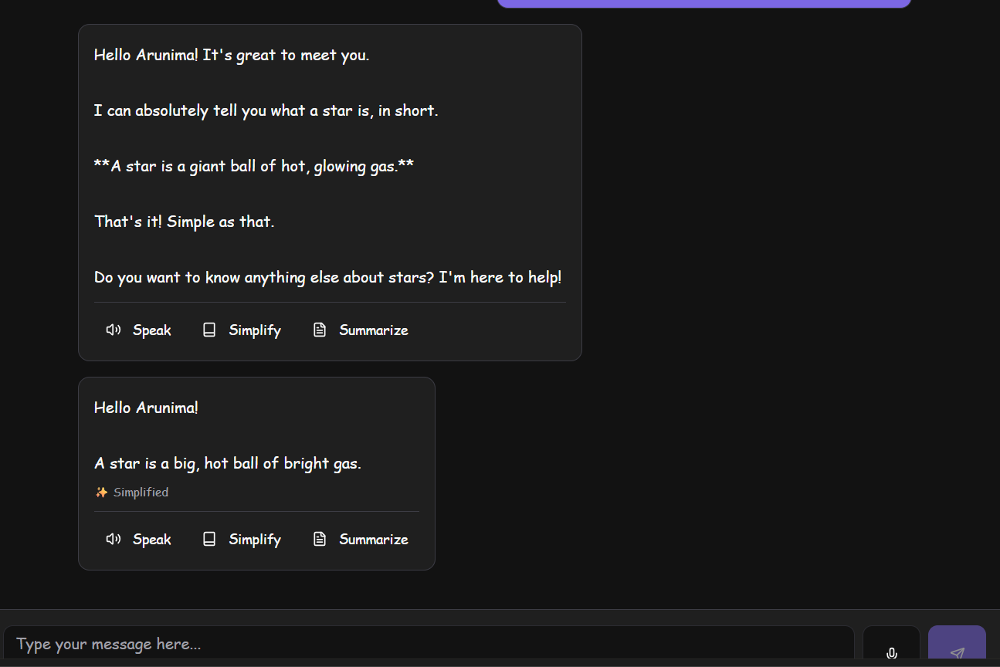 Hello Arunima! It's great to meet you.
I can absolutely tell you what a star is, in short.
**A star is a giant ball of hot, glowing gas.**
That's it! Simple as that.
Do you want to know anything else about stars? I'm here to help!
Speak Simplify Summarize
Hello Arunima!
A star is a big, hot ball of bright gas.
✨ Simplified
Speak Simplify Summarize
Type your message here...